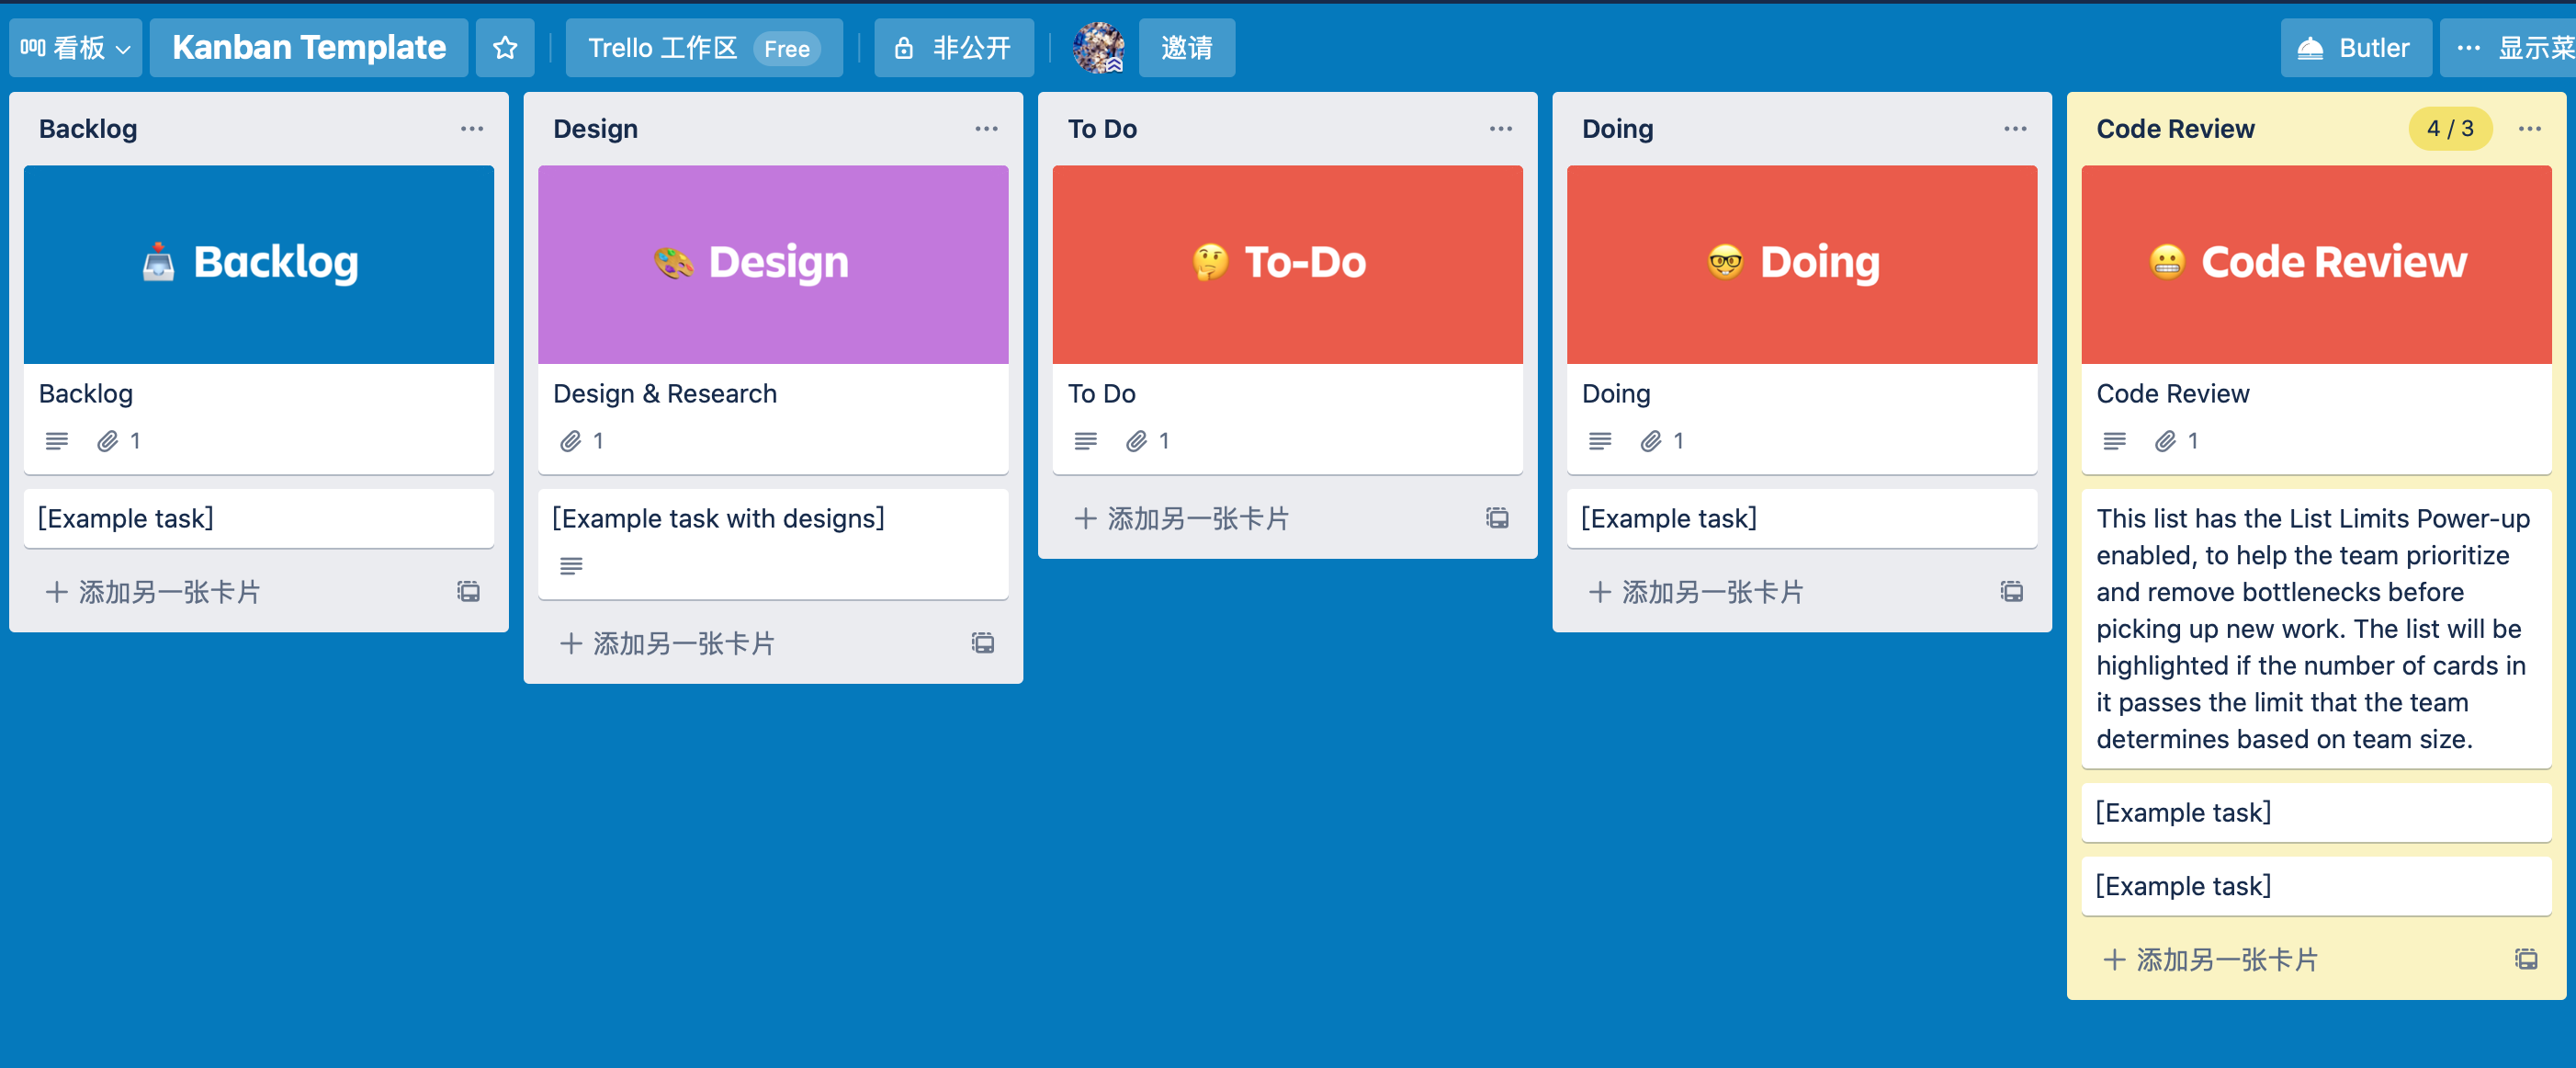 看板
Kanban Template
Trello 工作区 Free
非公开
邀请
Butler
显示菜
Backlog
Backlog
Backlog
1
[Example task]
添加另一张卡片
Design
Design
Design & Research
1
[Example task with designs]
添加另一张卡片
To Do
To-Do
To Do
1
添加另一张卡片
Doing
Doing
Doing
1
[Example task]
添加另一张卡片
Code Review
4 / 3
Code Review
Code Review
1
This list has the List Limits Power-up
enabled, to help the team prioritize
and remove bottlenecks before
picking up new work. The list will be
highlighted if the number of cards in
it passes the limit that the team
determines based on team size.
[Example task]
[Example task]
添加另一张卡片